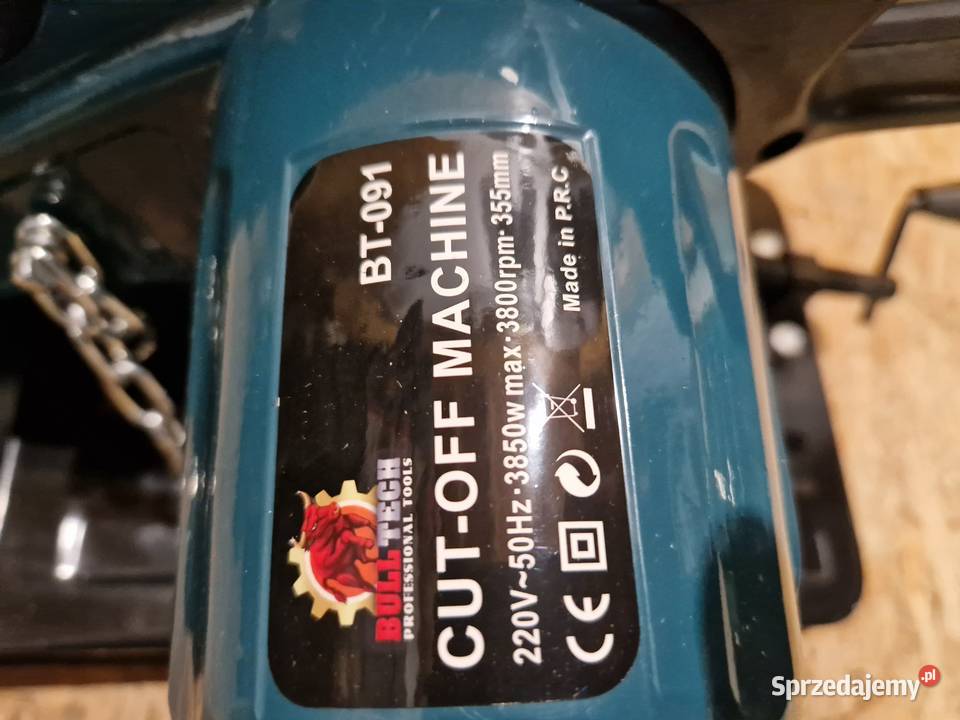 BULL TECH
PROFESSIONAL TOOLS
BT-091
CUT-OFF MACHINE
220V~50Hz·3850w max·3800rpm·355mm
CE
Made in P.R.C
Sprzedajemy.pl